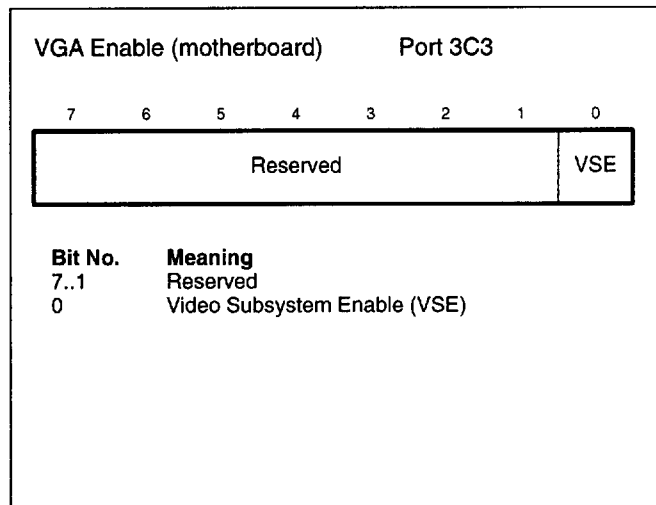 VGA Enable (motherboard) Port 3C3
7 6 5 4 3 2 1 0
Reserved VSE
Bit No. Meaning
7..1 Reserved
0 Video Subsystem Enable (VSE)